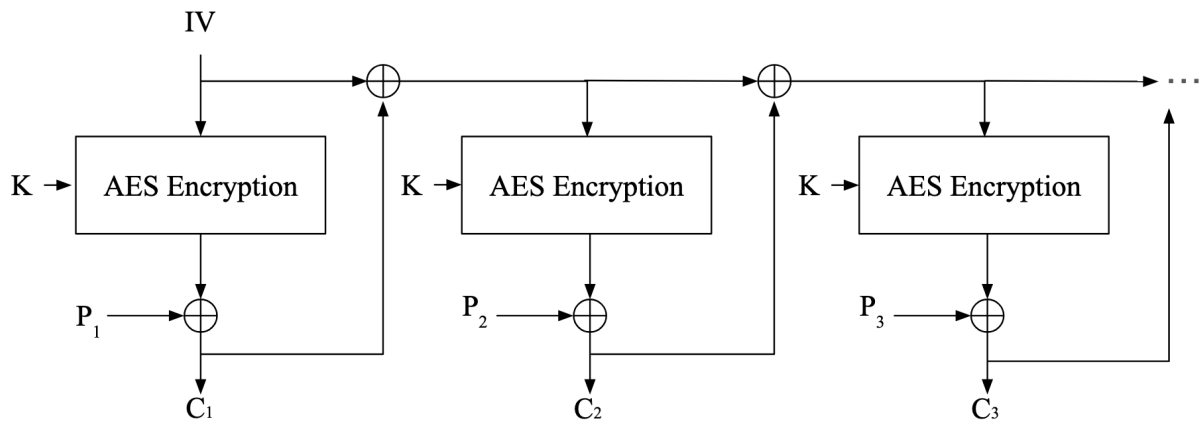 IV
...
K AES Encryption K AES Encryption K AES Encryption
P₁ P₂ P₃
C₁ C₂ C₃